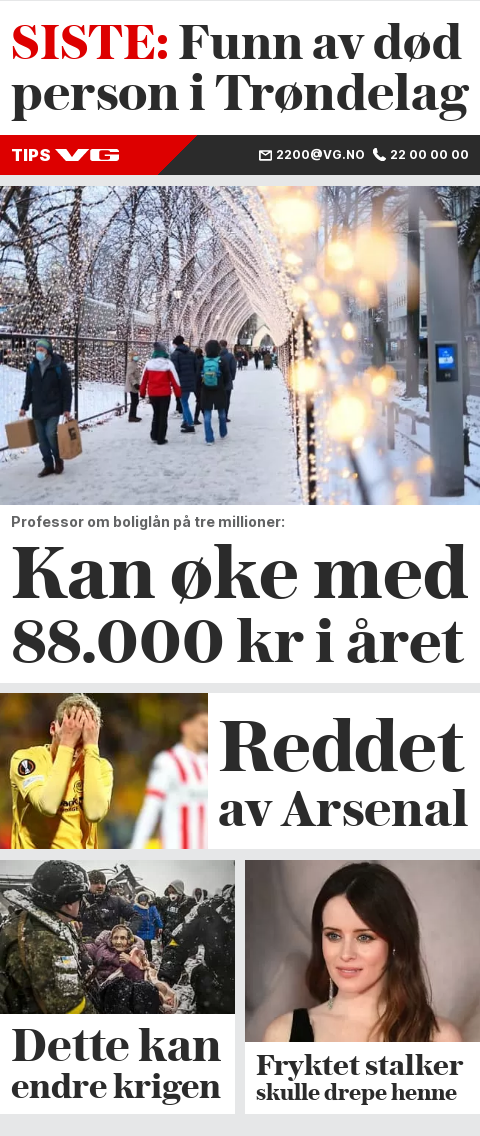 SISTE: Funn av død
person i Trøndelag
TIPS VG 2200@VG.NO 22 00 00 00
Professor om boliglån på tre millioner:
Kan øke med
88.000 kr i året
Reddet
av Arsenal
Dette kan
endre krigen
Fryktet stalker
skulle drepe henne